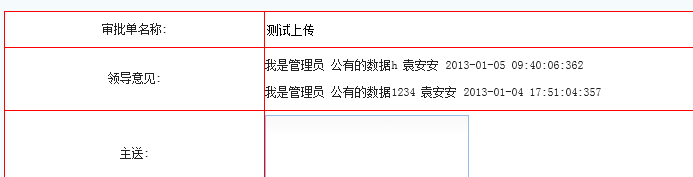 审批单名称: 测试上传
领导意见: 我是管理员 公有的数据h 袁安安 2013-01-05 09:40:06:362
我是管理员 公有的数据1234 袁安安 2013-01-04 17:51:04:357
主送: